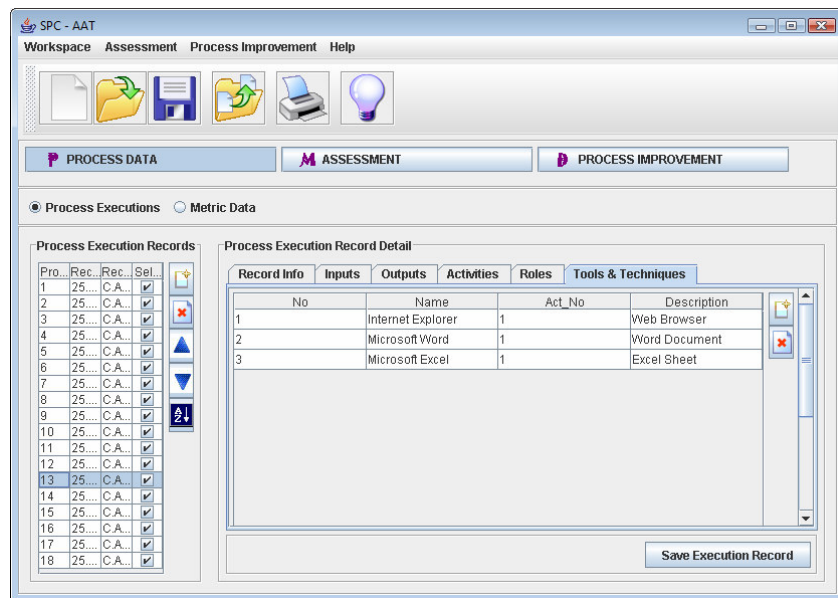 SPC - AAT
Workspace Assessment Process Improvement Help
P PROCESS DATA M ASSESSMENT PROCESS IMPROVEMENT
Process Executions Metric Data
Process Execution Records Process Execution Record Detail
Record Info Inputs Outputs Activities Roles Tools & Techniques
Pro... Rec... Rec... Sel...
1 25.... C.A...
2 25.... C.A...
3 25.... C.A...
4 25.... C.A...
5 25.... C.A...
6 25.... C.A...
7 25.... C.A...
8 25.... C.A...
9 25.... C.A...
10 25.... C.A...
11 25.... C.A...
12 25.... C.A...
13 25.... C.A...
14 25.... C.A...
15 25.... C.A...
16 25.... C.A...
17 25.... C.A...
18 25.... C.A...
A Z
No Name Act_No Description
1 Internet Explorer 1 Web Browser
2 Microsoft Word 1 Word Document
3 Microsoft Excel 1 Excel Sheet
Save Execution Record